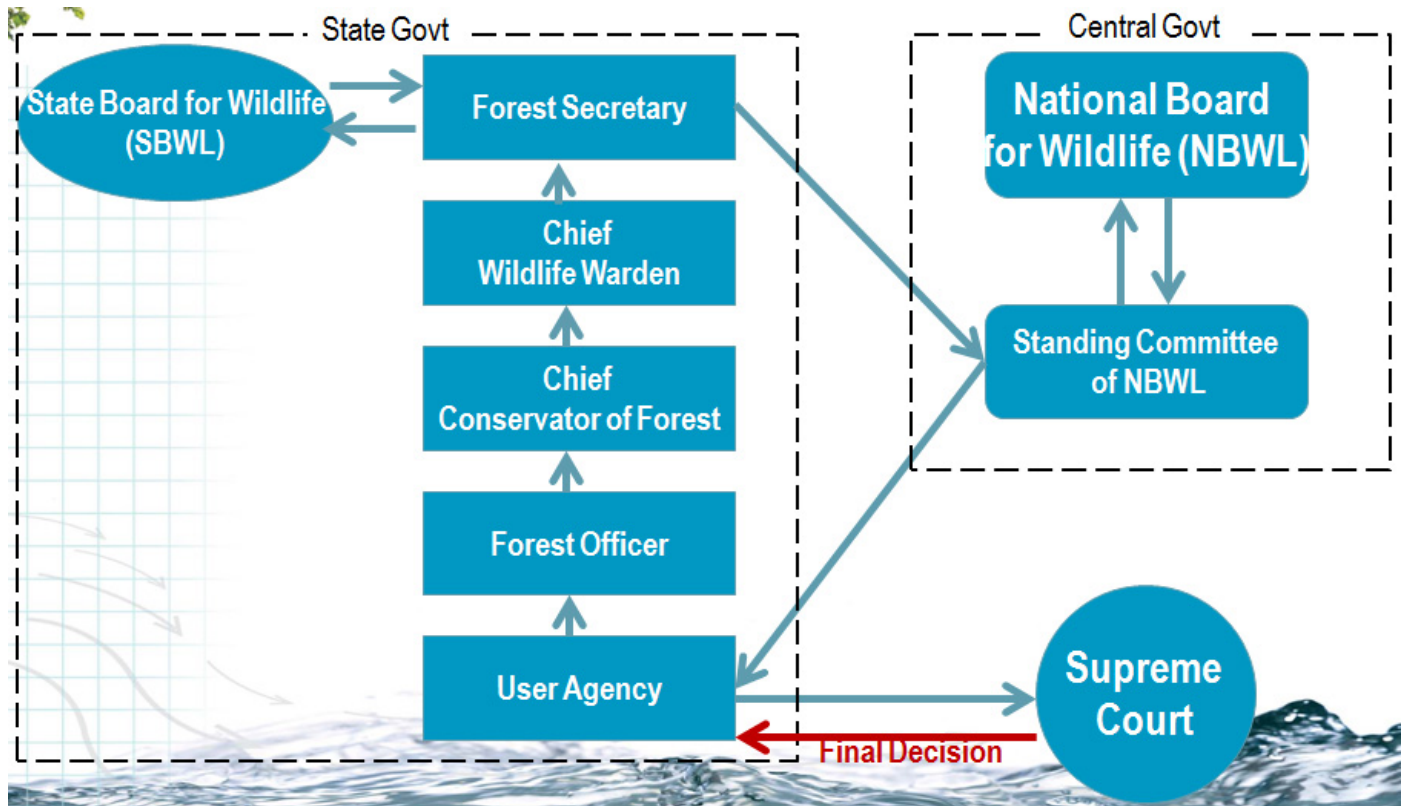 State Govt
Central Govt
State Board for Wildlife
(SBWL)
Forest Secretary
National Board
for Wildlife (NBWL)
Chief
Wildlife Warden
Chief
Conservator of Forest
Standing Committee
of NBWL
Forest Officer
User Agency
Supreme
Court
Final Decision